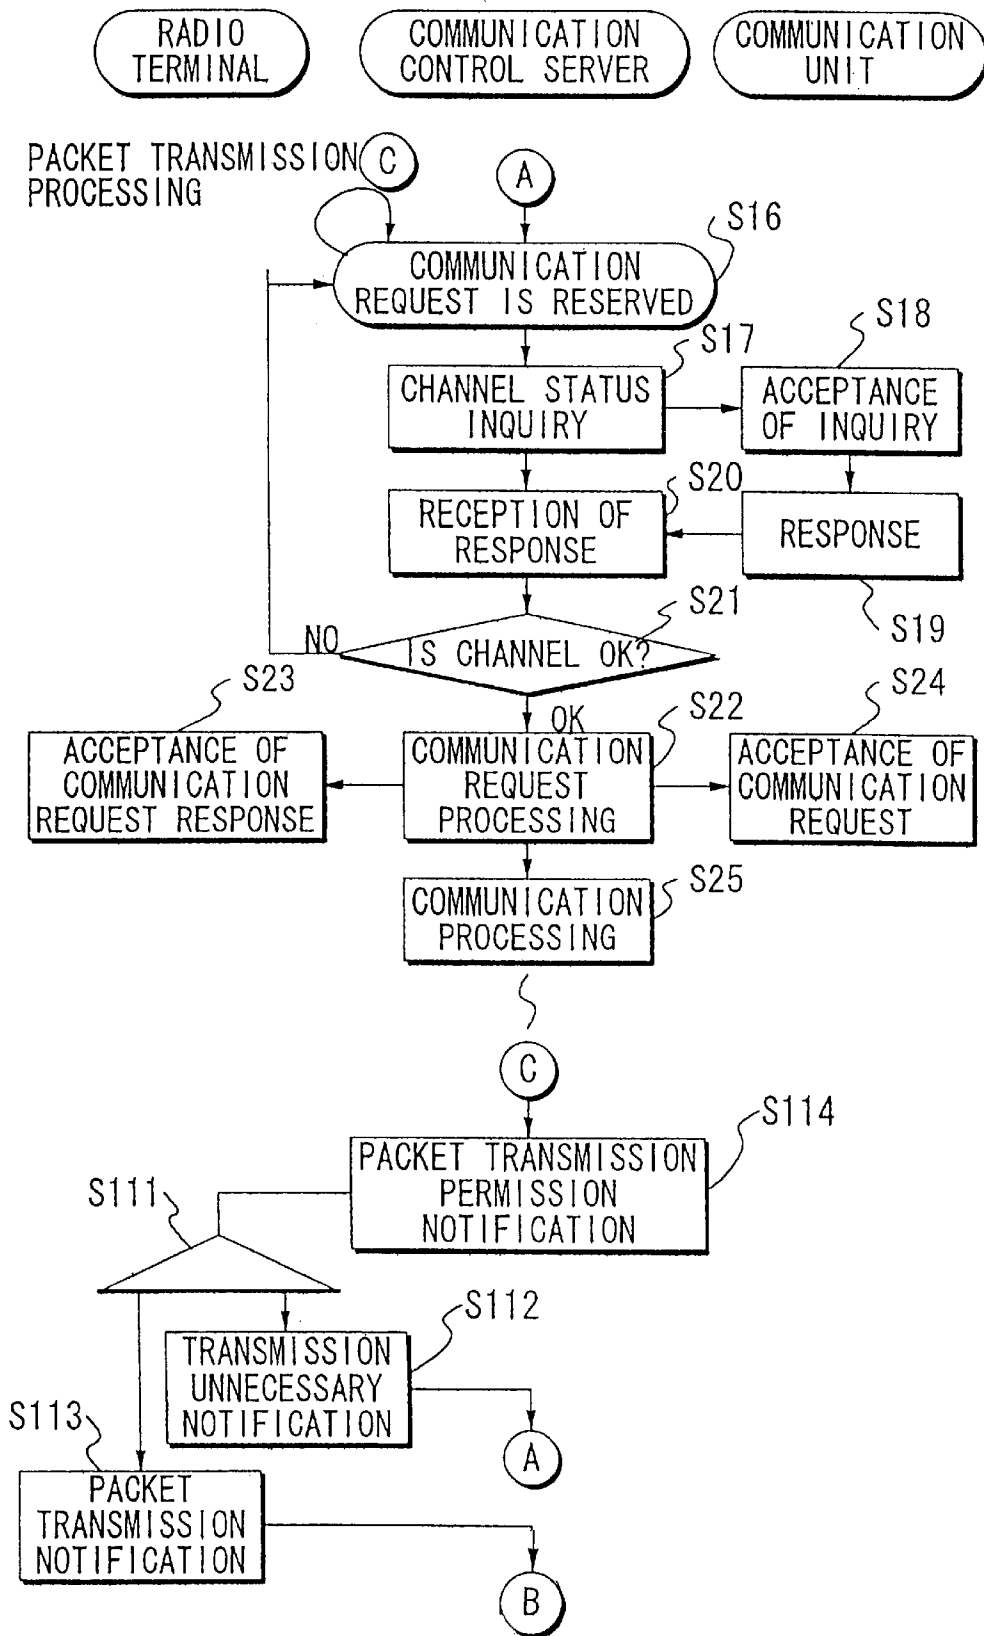 RADIO
TERMINAL
COMMUNICATION
CONTROL SERVER
COMMUNICATION
UNIT
PACKET TRANSMISSION
PROCESSING
C
A
S16
COMMUNICATION
REQUEST IS RESERVED
S17
CHANNEL STATUS
INQUIRY
S18
ACCEPTANCE
OF INQUIRY
S20
RECEPTION OF
RESPONSE
RESPONSE
S19
S21
NO
IS CHANNEL OK?
OK
S23
ACCEPTANCE OF
COMMUNICATION
REQUEST RESPONSE
S22
COMMUNICATION
REQUEST
PROCESSING
S24
ACCEPTANCE OF
COMMUNICATION
REQUEST
S25
COMMUNICATION
PROCESSING
C
S114
PACKET TRANSMISSION
PERMISSION
NOTIFICATION
S111
S112
TRANSMISSION
UNNECESSARY
NOTIFICATION
A
S113
PACKET
TRANSMISSION
NOTIFICATION
B